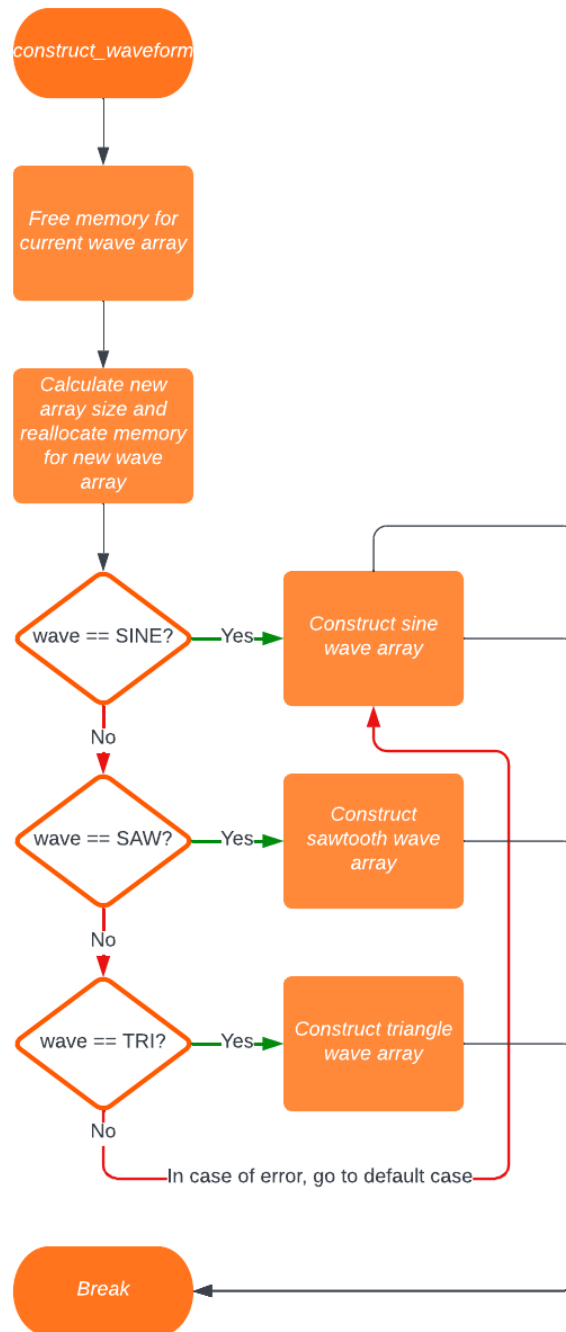 construct_waveform
Free memory for
current wave array
Calculate new
array size and
reallocate memory
for new wave
array
wave == SINE?
Yes
Construct sine
wave array
No
wave == SAW?
Yes
Construct
sawtooth wave
array
No
wave == TRI?
Yes
Construct triangle
wave array
No
In case of error, go to default case
Break